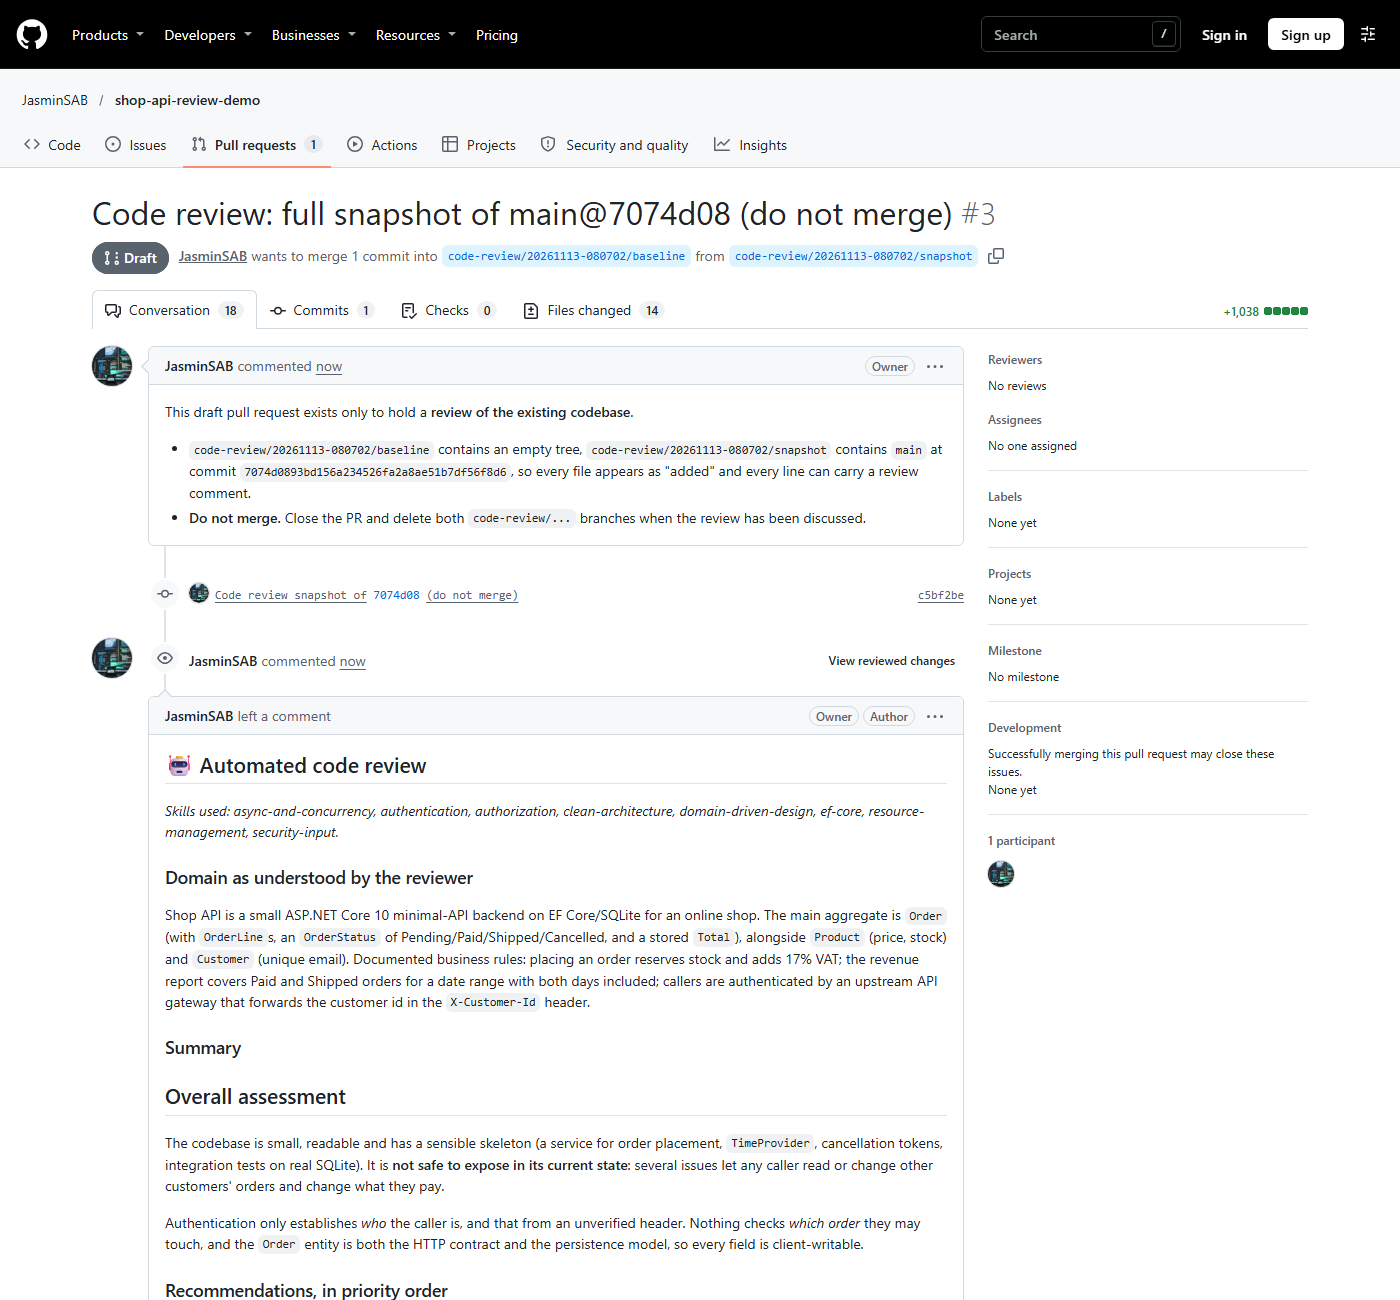 Products Developers Businesses Resources Pricing Search / Sign in Sign up
JasminSAB / shop-api-review-demo
Code Issues Pull requests 1 Actions Projects Security and quality Insights
Code review: full snapshot of main@7074d08 (do not merge) #3
Draft JasminSAB wants to merge 1 commit into code-review/20261113-080702/baseline from code-review/20261113-080702/snapshot
Conversation 18 Commits 1 Checks 0 Files changed 14 +1,038
JasminSAB commented now Owner
This draft pull request exists only to hold a review of the existing codebase.
• code-review/20261113-080702/baseline contains an empty tree, code-review/20261113-080702/snapshot contains main at
commit 7074d0893bd156a234526fa2a8ae51b7df56f8d6, so every file appears as "added" and every line can carry a review
comment.
• Do not merge. Close the PR and delete both code-review/... branches when the review has been discussed.
Code review snapshot of 7074d08 (do not merge) c5bf2be
JasminSAB commented now View reviewed changes
JasminSAB left a comment Owner Author
Automated code review
Skills used: async-and-concurrency, authentication, authorization, clean-architecture, domain-driven-design, ef-core, resource-
management, security-input.
Domain as understood by the reviewer
Shop API is a small ASP.NET Core 10 minimal-API backend on EF Core/SQLite for an online shop. The main aggregate is Order
(with OrderLine s, an OrderStatus of Pending/Paid/Shipped/Cancelled, and a stored Total ), alongside Product (price, stock)
and Customer (unique email). Documented business rules: placing an order reserves stock and adds 17% VAT; the revenue
report covers Paid and Shipped orders for a date range with both days included; callers are authenticated by an upstream API
gateway that forwards the customer id in the X-Customer-Id header.
Summary
Overall assessment
The codebase is small, readable and has a sensible skeleton (a service for order placement, TimeProvider , cancellation tokens,
integration tests on real SQLite). It is not safe to expose in its current state: several issues let any caller read or change other
customers' orders and change what they pay.
Authentication only establishes who the caller is, and that from an unverified header. Nothing checks which order they may
touch, and the Order entity is both the HTTP contract and the persistence model, so every field is client-writable.
Recommendations, in priority order
Reviewers
No reviews
Assignees
No one assigned
Labels
None yet
Projects
None yet
Milestone
No milestone
Development
Successfully merging this pull request may close these
issues.
None yet
1 participant